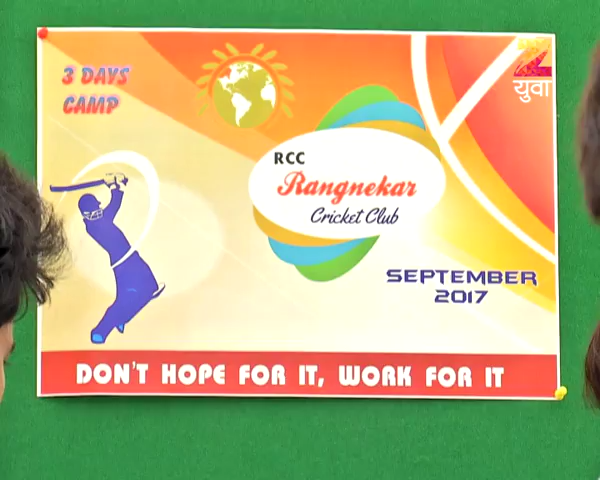 3 DAYS
CAMP
युवा
RCC
Rangnekar
Cricket Club
SEPTEMBER
2017
DON'T HOPE FOR IT, WORK FOR IT